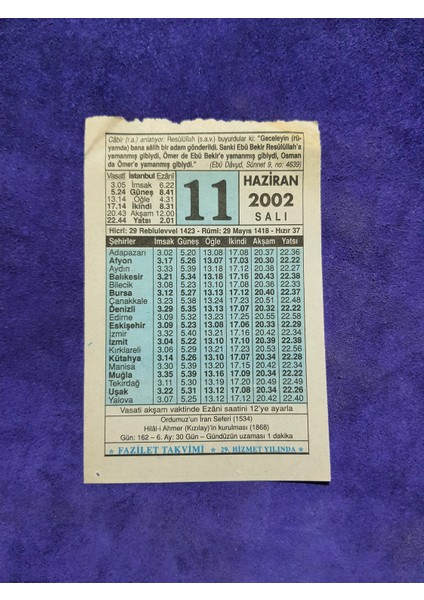 Câbir (r.a.) anlatıyor: Resûlüllah (s.a.v.) buyurdular ki: "Geceleyin (rü-
yamda) bana sâlih bir adam gönderildi. Sanki Ebû Bekir Resûlüllah'a
yamanmış gibiydi, Ömer de Ebû Bekir'e yamanmış gibiydi, Osman
da Ömer'e yamanmış gibiydi." (Ebû Dâvud, Sünnet 9, no: 4639)
Vasatî İstanbul Ezânî
3.05 İmsak 6.22
5.24 Güneş 8.41
13.14 Öğle 4.31
17.14 İkindi 8.31
20.43 Akşam 12.00
22.44 Yatsı 2.01
11
HAZİRAN
2002
SALI
Hicrî: 29 Rebiulevvel 1423 - Rûmî: 29 Mayıs 1418 - Hızır 37
Şehirler İmsak Güneş Öğle İkindi Akşam Yatsı
Adapazarı 3.02 5.20 13.08 17.08 20.37 22.36
Afyon 3.17 5.26 13.07 17.03 20.30 22.27
Aydın 3.39 5.39 13.18 17.12 20.39 22.29
Balıkesir 3.21 5.34 13.18 17.16 20.43 22.38
Bilecik 3.08 5.23 13.10 17.08 20.37 22.34
Bursa 3.12 5.27 13.13 17.12 20.40 22.37
Çanakkale 3.23 5.38 13.24 17.23 20.51 22.48
Denizli 3.29 5.35 13.13 17.07 20.32 22.22
Edirne 3.09 5.32 13.23 17.25 20.55 22.58
Eskişehir 3.09 5.23 13.08 17.06 20.33 22.29
İzmir 3.32 5.40 13.21 17.16 20.42 22.34
İzmit 3.04 5.22 13.10 17.10 20.39 22.38
Kırklareli 3.06 5.29 13.21 17.23 20.53 22.56
Kütahya 3.14 5.26 13.10 17.07 20.34 22.28
Manisa 3.30 5.39 13.20 17.15 20.42 22.34
Muğla 3.35 5.39 13.16 17.09 20.34 22.22
Tekirdağ 3.11 5.30 13.19 17.20 20.49 22.49
Uşak 3.22 5.31 13.12 17.08 20.34 22.26
Yalova 3.07 5.25 13.12 17.12 20.42 22.40
Vasati akşam vaktinde Ezâni saatini 12'ye ayarla
Ordumuz'un İran Seferi (1534)
Hilâl-i Ahmer (Kızılay)'in kurulması (1868)
Gün: 162 – 6. Ay: 30 Gün – Gündüzün uzaması 1 dakika
★ FAZİLET TAKVİMİ ★ 29. HİZMET YILINDA ★